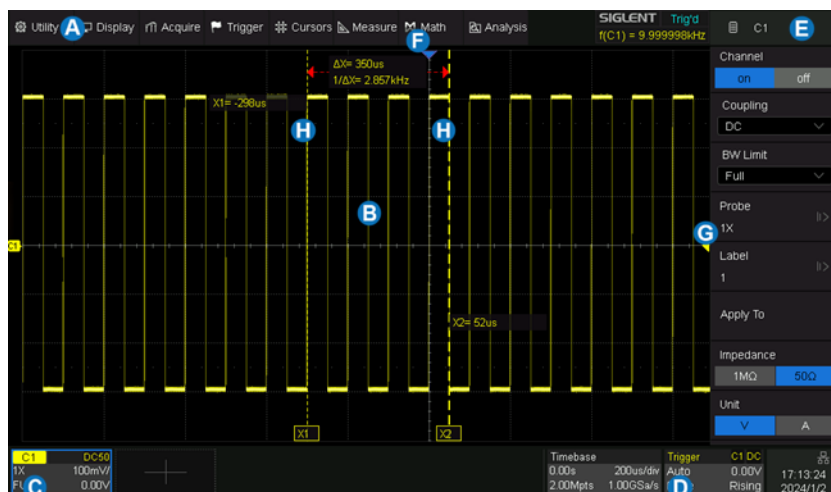 Utility A Display Acquire Trigger Cursors Measure Math Analysis
SIGLENT Trig'd
f(C1) = 9.999998kHz
C1 E
F
ΔX= 350us
1/ΔX= 2.857kHz
X1= -298us
H H
B
C1
G
X2= 52us
X1 X2
Channel
on off
Coupling
DC
BW Limit
Full
Probe
1X
Label
1
Apply To
Impedance
1MΩ 50Ω
Unit
V A
C1 DC50
1X 100mV/
C 0.00V
Timebase
0.00s 200us/div
2.00Mpts 1.00GSa/s
Trigger C1 DC
Auto 0.00V
D Rising
17:13:24
2024/1/2